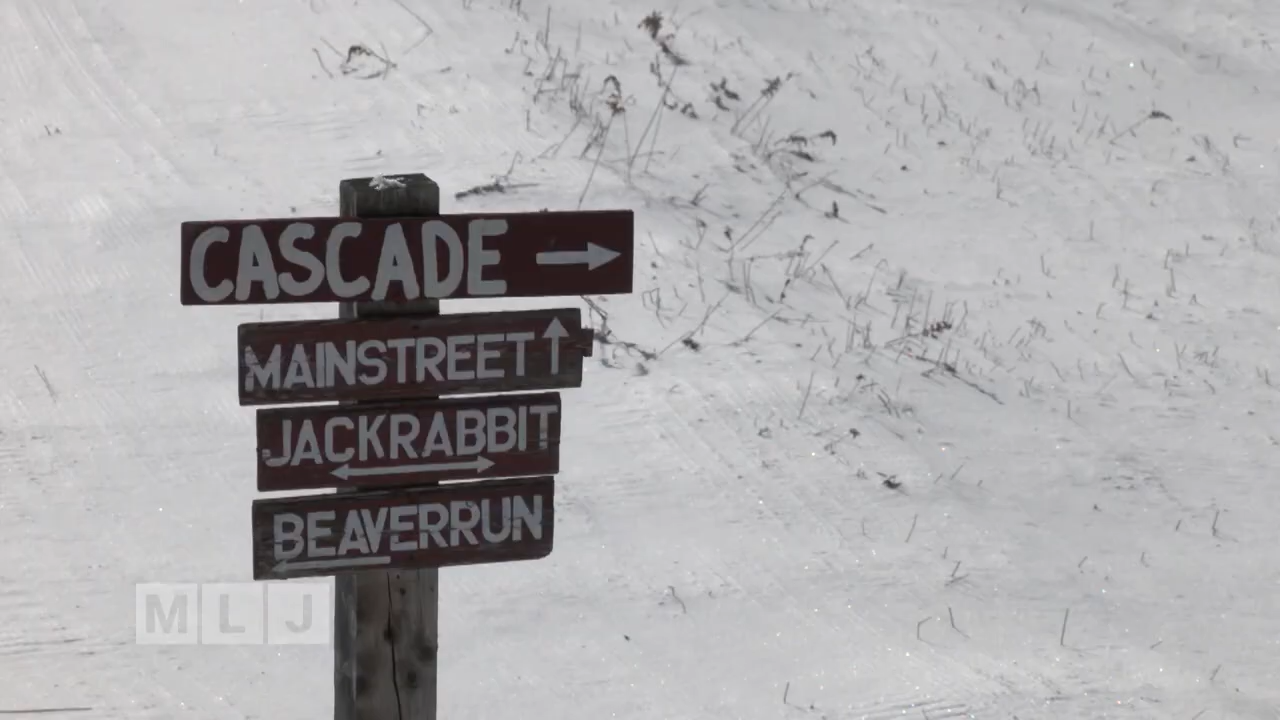 CASCADE →
MAINSTREET ↑
JACKRABBIT
↔
BEAVERRUN
←
MLJ